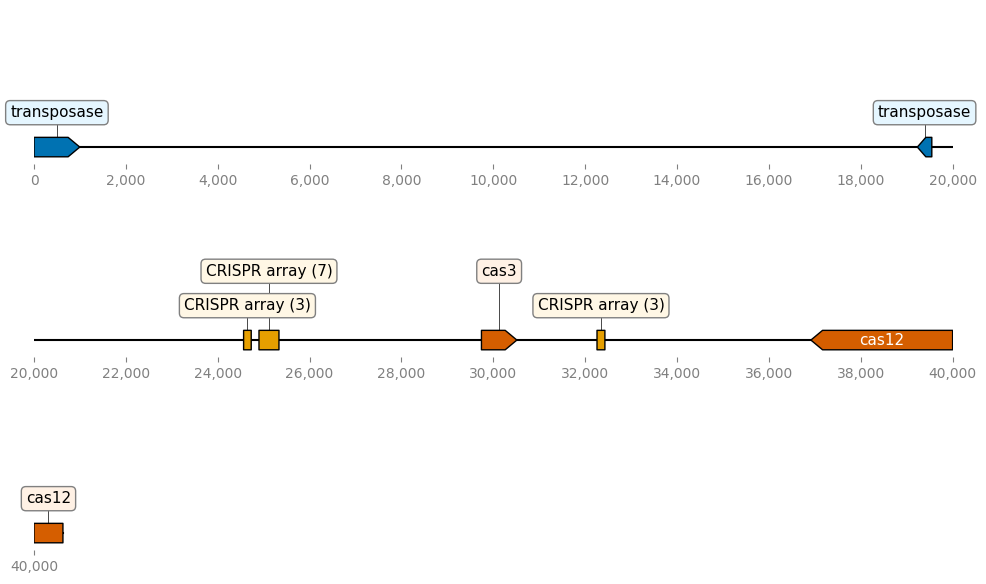 transposase transposase
0 2,000 4,000 6,000 8,000 10,000 12,000 14,000 16,000 18,000 20,000
CRISPR array (7) cas3
CRISPR array (3) CRISPR array (3)
cas12
20,000 22,000 24,000 26,000 28,000 30,000 32,000 34,000 36,000 38,000 40,000
cas12
40,000